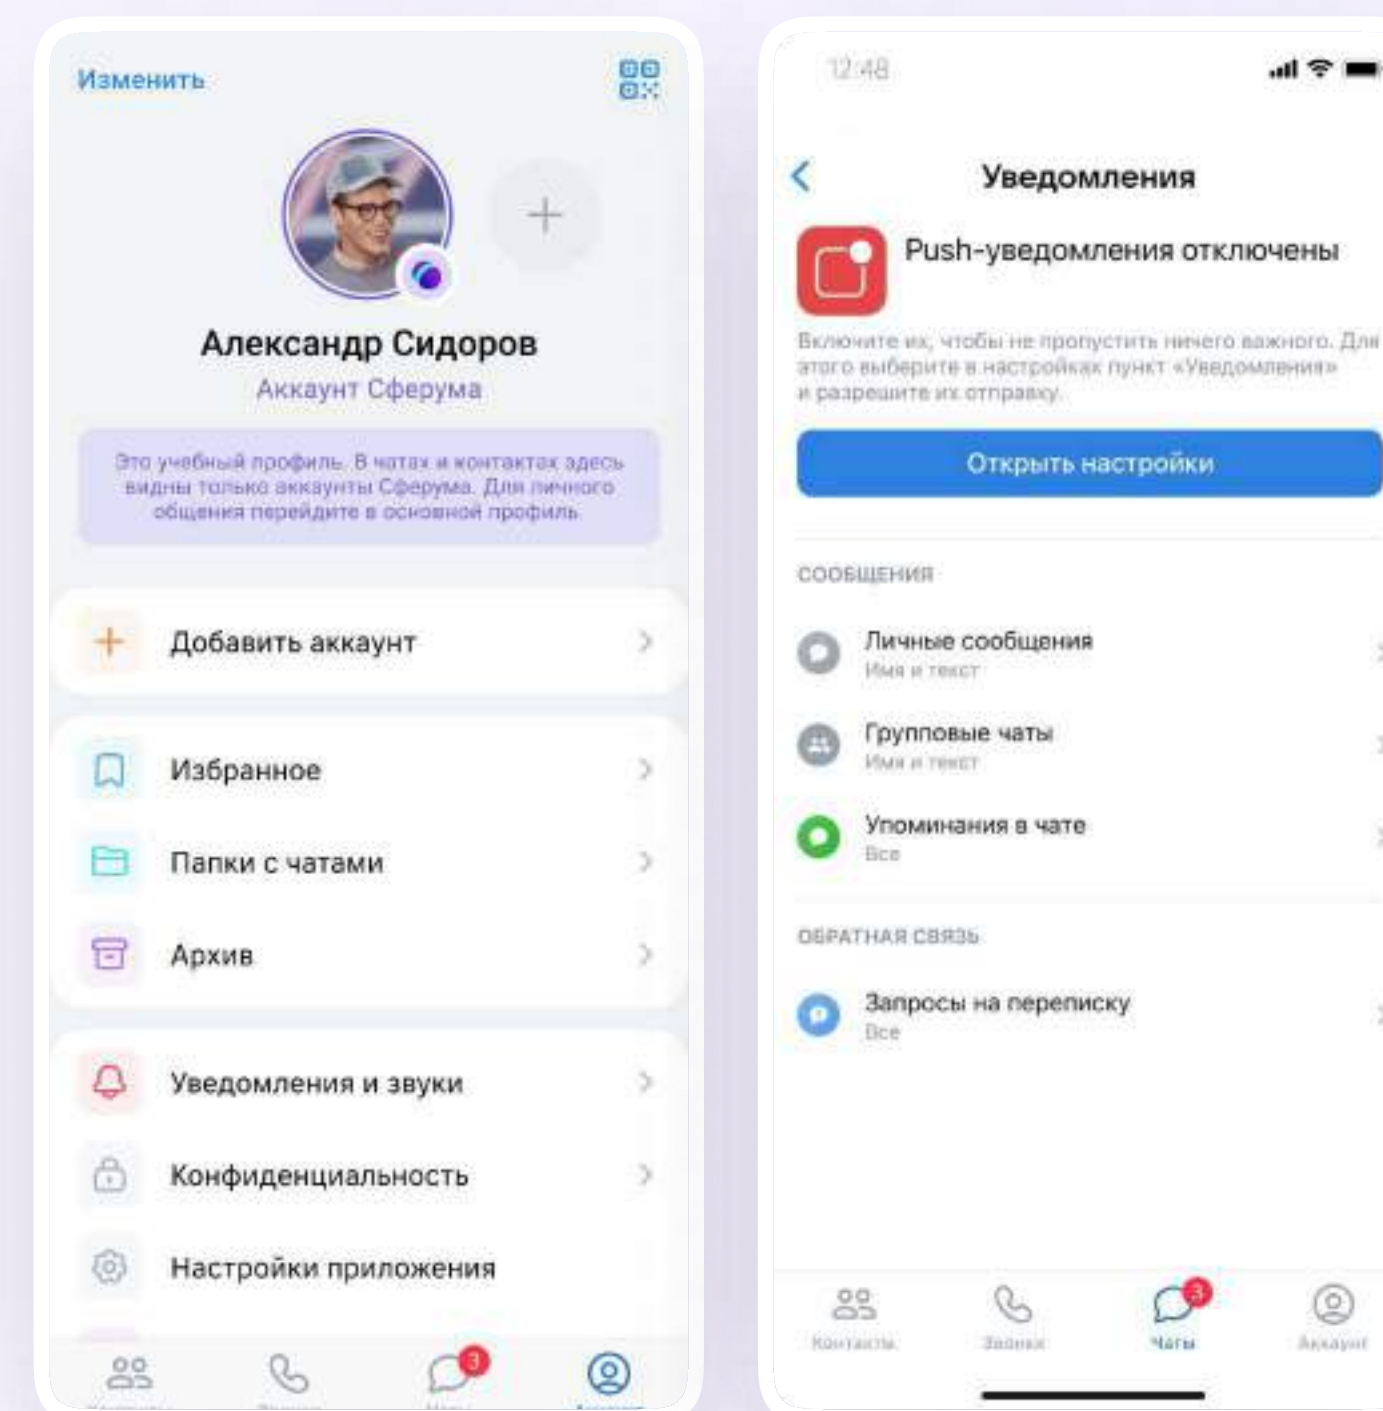 Изменить
Александр Сидоров
Аккаунт Сферума
Это учебный профиль. В чатах и контактах здесь
видны только аккаунты Сферума. Для личного
общения перейдите в основной профиль
Добавить аккаунт
Избранное
Папки с чатами
Архив
Уведомления и звуки
Конфиденциальность
Настройки приложения
3
12:48
Уведомления
Push-уведомления отключены
Включите их, чтобы не пропустить ничего важного. Для
этого выберите в настройках пункт «Уведомления»
и разрешите их отправку.
Открыть настройки
СООБЩЕНИЯ
Личные сообщения
Имя и текст
Групповые чаты
Имя и текст
Упоминания в чате
Все
ОБРАТНАЯ СВЯЗЬ
Запросы на переписку
Все
3
Контакты
Звонки
Чаты
Аккаунт